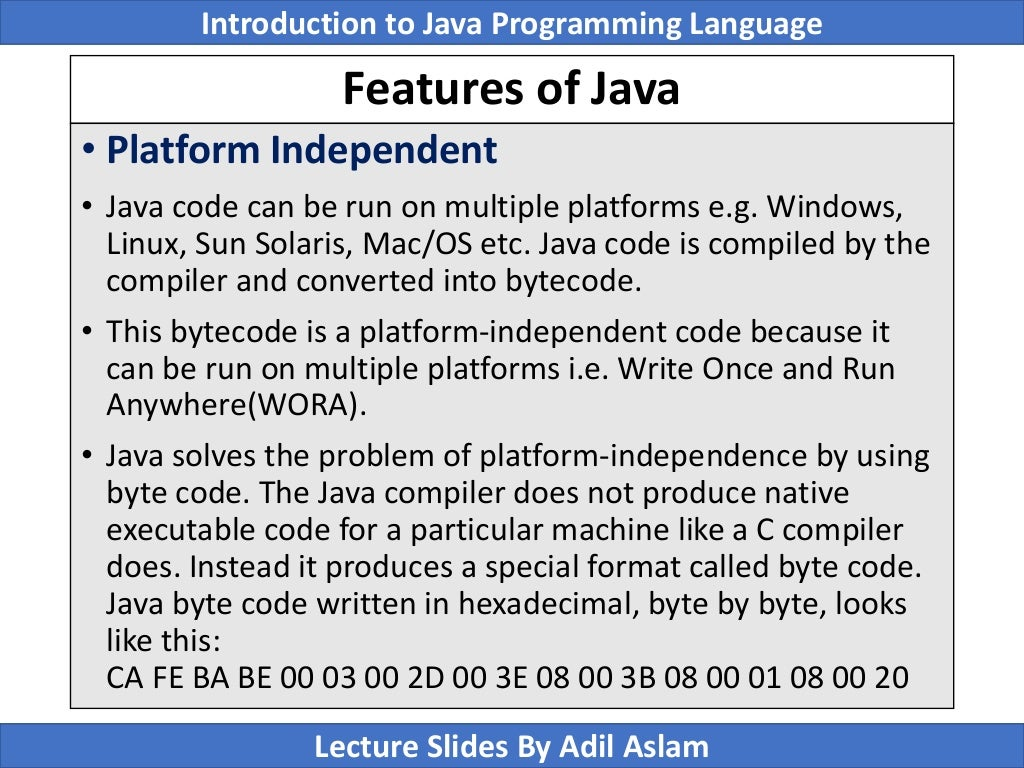 Introduction to Java Programming Language
Features of Java
• Platform Independent
• Java code can be run on multiple platforms e.g. Windows,
Linux, Sun Solaris, Mac/OS etc. Java code is compiled by the
compiler and converted into bytecode.
• This bytecode is a platform-independent code because it
can be run on multiple platforms i.e. Write Once and Run
Anywhere(WORA).
• Java solves the problem of platform-independence by using
byte code. The Java compiler does not produce native
executable code for a particular machine like a C compiler
does. Instead it produces a special format called byte code.
Java byte code written in hexadecimal, byte by byte, looks
like this:
CA FE BA BE 00 03 00 2D 00 3E 08 00 3B 08 00 01 08 00 20
Lecture Slides By Adil Aslam